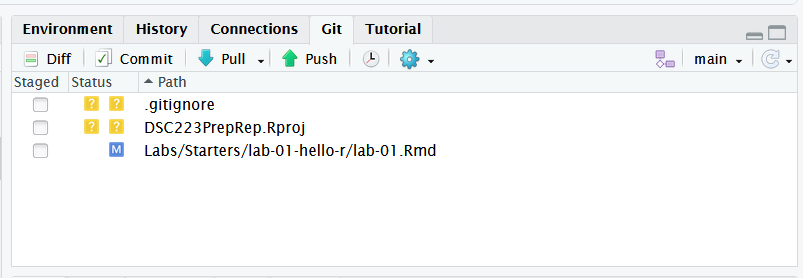 Environment History Connections Git Tutorial
Diff Commit Pull Push main
Staged Status Path
? ? .gitignore
? ? DSC223PrepRep.Rproj
M Labs/Starters/lab-01-hello-r/lab-01.Rmd